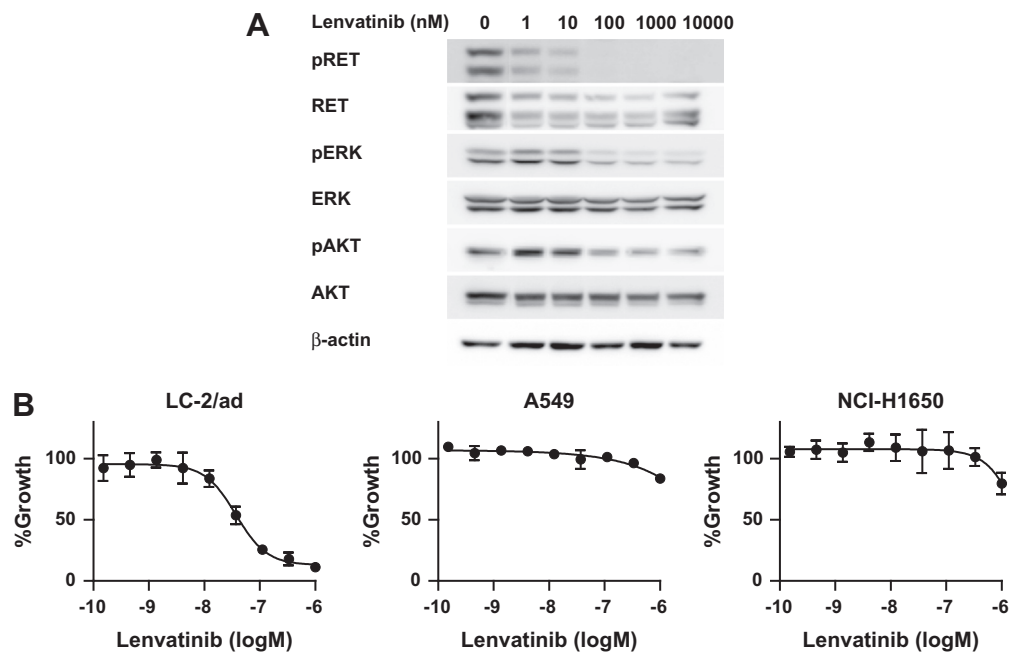 A
Lenvatinib (nM) 0 1 10 100 1000 10000
pRET
RET
pERK
ERK
pAKT
AKT
β-actin
B
LC-2/ad A549 NCI-H1650
100 100 100
%Growth %Growth %Growth
50 50 50
0 0 0
-10 -9 -8 -7 -6 -10 -9 -8 -7 -6 -10 -9 -8 -7 -6
Lenvatinib (logM) Lenvatinib (logM) Lenvatinib (logM)